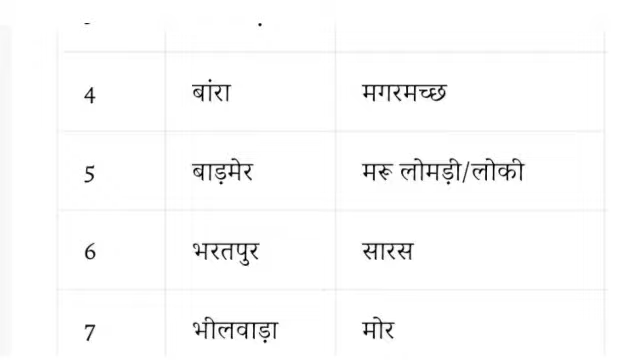 4 बांरा मगरमच्छ
5 बाड़मेर मरू लोमड़ी/लोकी
6 भरतपुर सारस
7 भीलवाड़ा मोर